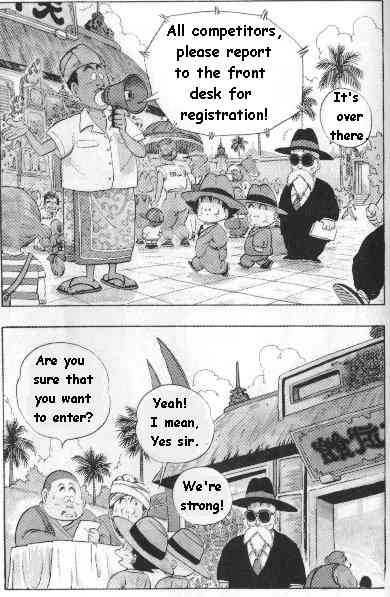 All competitors,
please report
to the front
desk for
registration!
It's
over
there.
Are you
sure that
you want
to enter?
Yeah!
I mean,
Yes sir.
We're
strong!